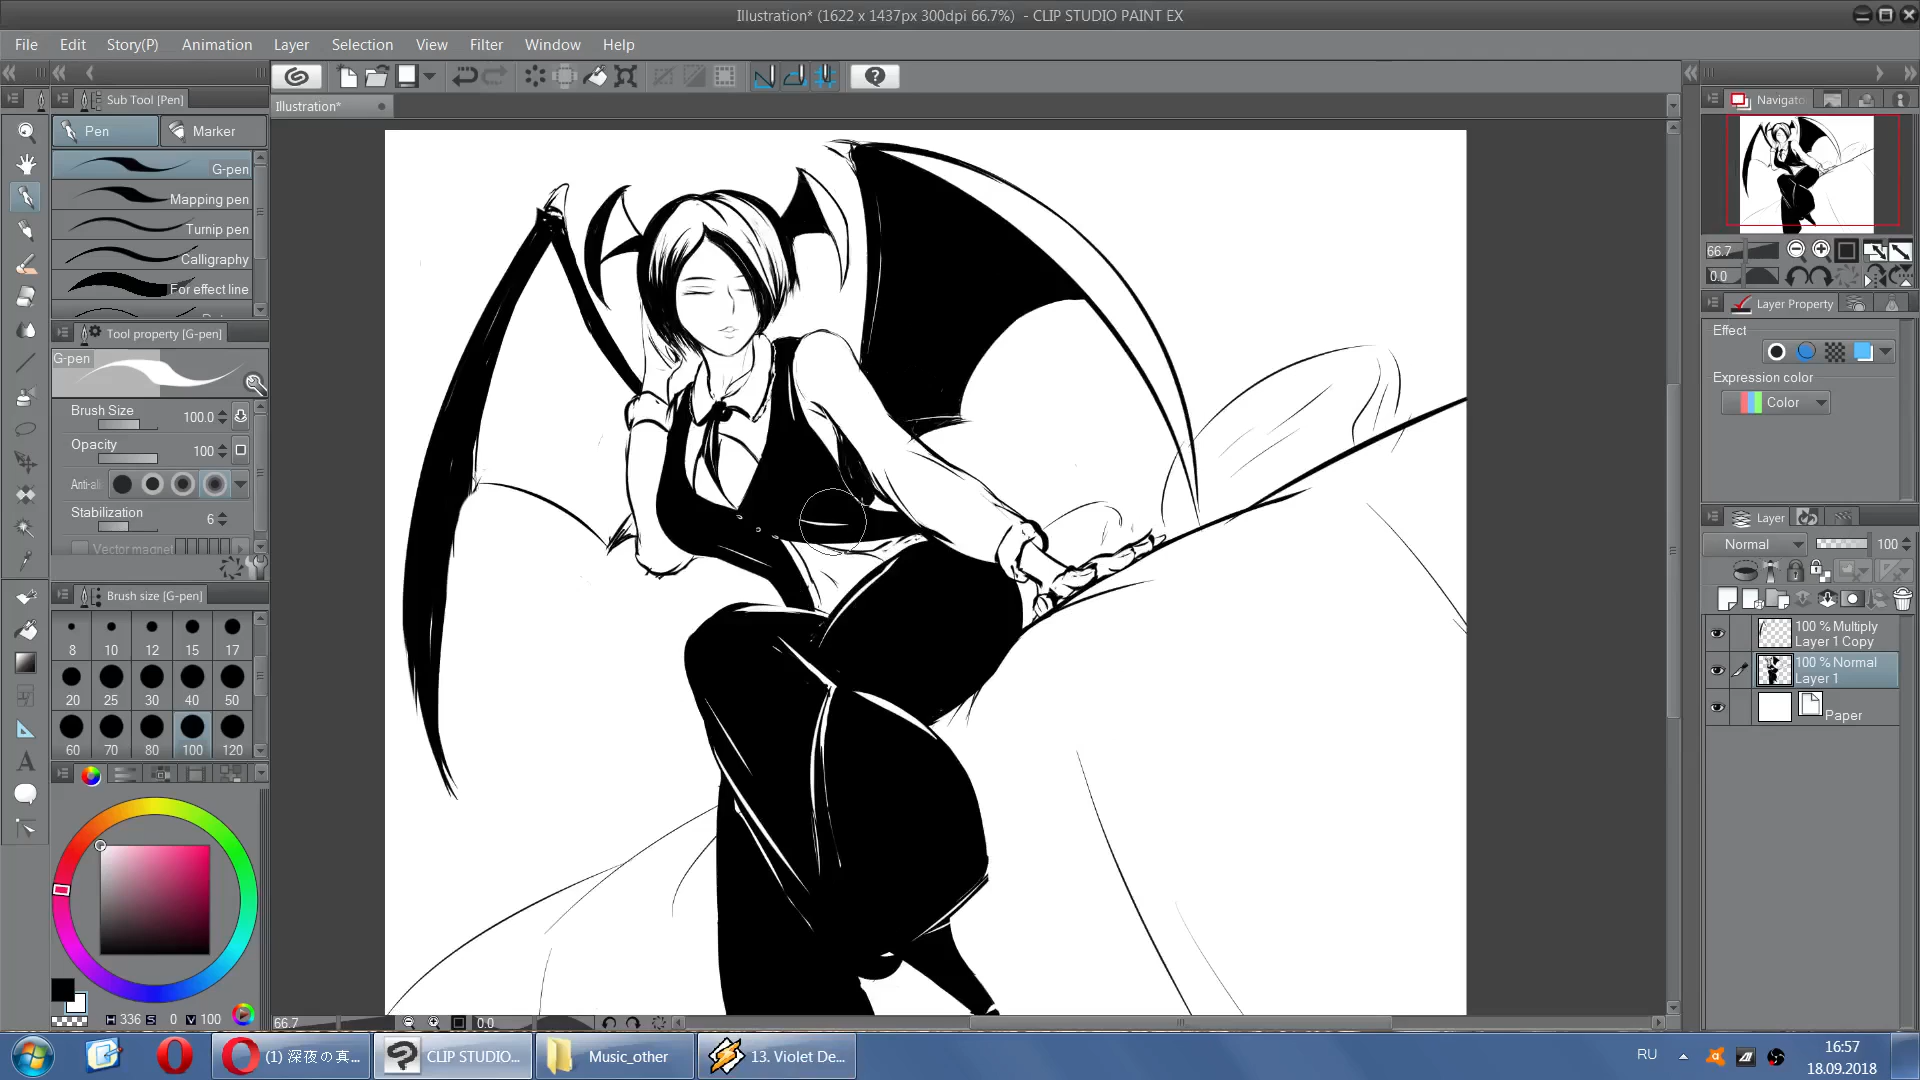 Illustration* (1622 x 1437px 300dpi 66.7%) - CLIP STUDIO PAINT EX
File Edit Story(P) Animation Layer Selection View Filter Window Help
Sub Tool [Pen]
Pen Marker
G-pen
Mapping pen
Turnip pen
Calligraphy
For effect line
Tool property [G-pen]
G-pen
Brush Size 100.0
Opacity 100
Anti-ali
Stabilization 6
Vector magnet
Brush size [G-pen]
8 10 12 15 17
20 25 30 40 50
60 70 80 100 120
H 336 S 0 V 100
Illustration*
66.7 0.0
Navigato
66.7
0.0
Layer Property
Effect
Expression color
Color
Layer
Normal 100
100 % Multiply
Layer 1 Copy
100 % Normal
Layer 1
Paper
(1) 深夜の真...
CLIP STUDIO...
Music_other
13. Violet De...
RU
16:57
18.09.2018